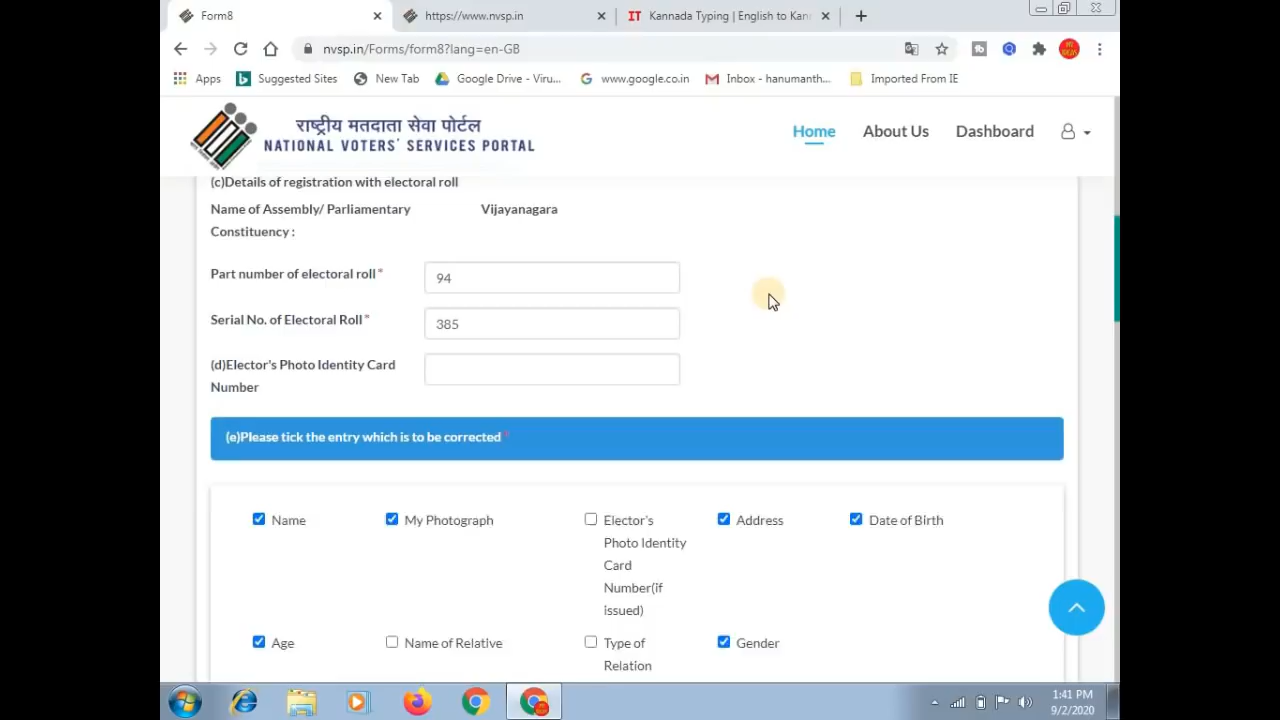 Form8
https://www.nvsp.in
Kannada Typing | English to Kan
nvsp.in/Forms/form8?lang=en-GB
Apps
Suggested Sites
New Tab
Google Drive - Viru...
www.google.co.in
Inbox - hanumanth...
Imported From IE
राष्ट्रीय मतदाता सेवा पोर्टल
NATIONAL VOTERS' SERVICES PORTAL
Home
About Us
Dashboard
(c)Details of registration with electoral roll
Name of Assembly/ Parliamentary
Constituency :
Vijayanagara
Part number of electoral roll*
94
Serial No. of Electoral Roll*
385
(d)Elector's Photo Identity Card
Number
(e)Please tick the entry which is to be corrected *
Name
My Photograph
Elector's
Photo Identity
Card
Number(if
issued)
Address
Date of Birth
Age
Name of Relative
Type of
Relation
Gender
1:41 PM
9/2/2020